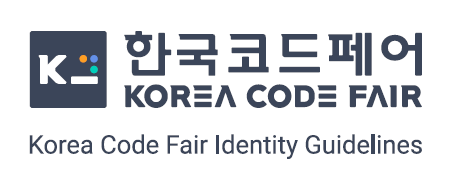 K
한국코드페어
KOREA CODE FAIR
Korea Code Fair Identity Guidelines